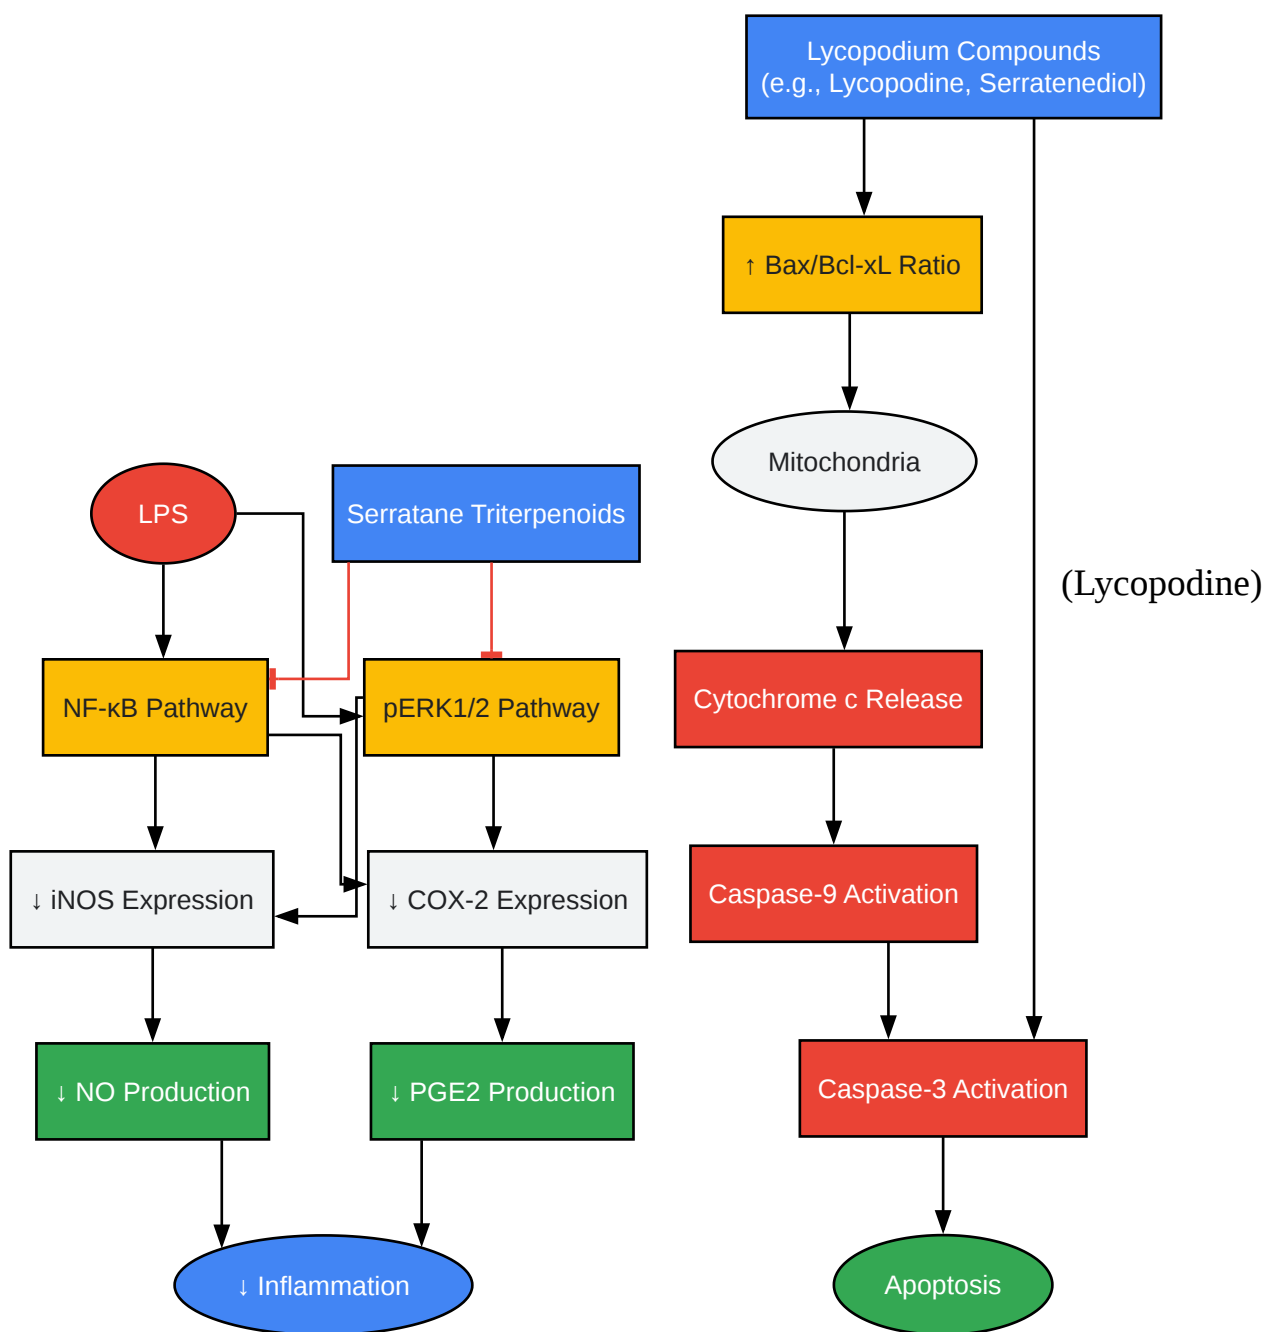 Lycopodium Compounds
(e.g., Lycopodine, Serratenediol)
↑ Bax/Bcl-xL Ratio
Mitochondria
LPS
Serratane Triterpenoids
(Lycopodine)
NF-κB Pathway
pERK1/2 Pathway
Cytochrome c Release
↓ iNOS Expression
↓ COX-2 Expression
Caspase-9 Activation
↓ NO Production
↓ PGE2 Production
Caspase-3 Activation
↓ Inflammation
Apoptosis